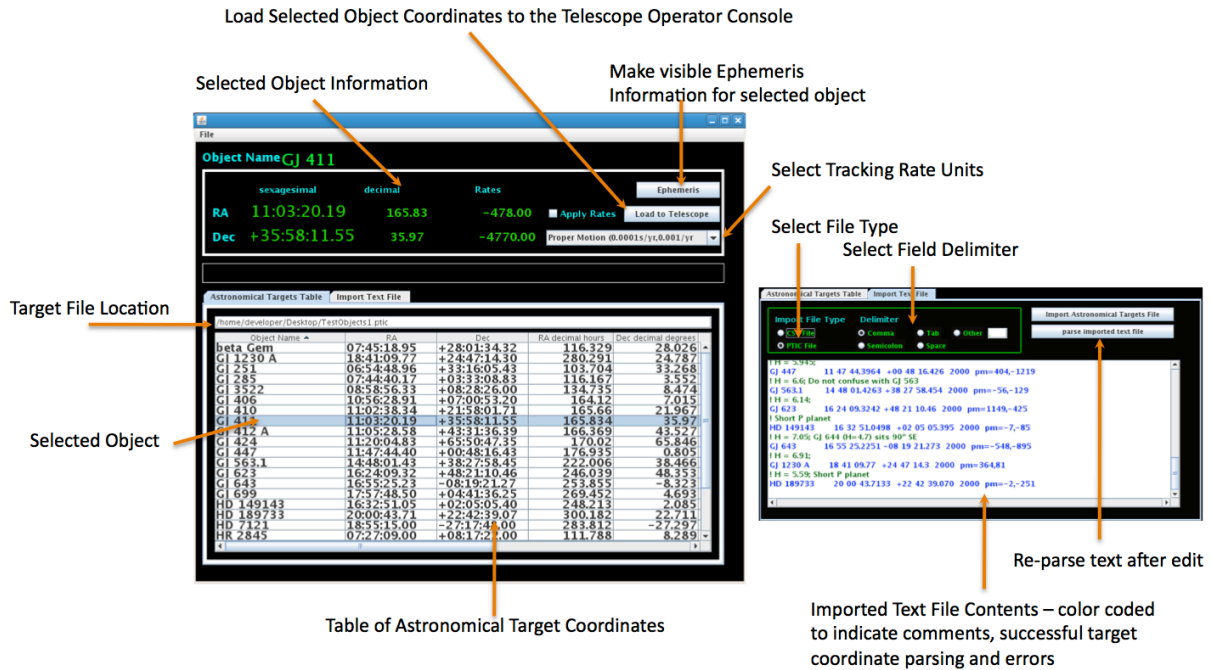 Load Selected Object Coordinates to the Telescope Operator Console
Selected Object Information
Make visible Ephemeris
Information for selected object
File
Object Name GJ 411
sexagesimal decimal Rates Ephemeris
RA 11:03:20.19 165.83 -478.00 Apply Rates Load to Telescope
Dec +35:58:11.55 35.97 -4770.00 Proper Motion (0.0001s/yr,0.001/yr
Select Tracking Rate Units
Select File Type
Select Field Delimiter
Target File Location
Astronomical Targets Table Import Text File
/home/developer/Desktop/TestObjects1.ptic
Object Name RA Dec RA decimal hours Dec decimal degrees
beta Gem 07:45:18.95 +28:01:34.32 116.329 28.026
GJ 1230 A 18:41:09.77 +24:47:14.30 280.291 24.787
GJ 251 06:54:48.96 +33:16:05.43 103.704 33.268
GJ 285 07:44:40.17 +03:33:08.83 116.167 3.552
GJ 3522 08:58:56.33 +08:28:26.00 134.735 8.474
GJ 406 10:56:28.91 +07:00:53.20 164.12 7.015
GJ 410 11:02:38.34 +21:58:01.71 165.66 21.967
GJ 411 11:03:20.19 +35:58:11.55 165.834 35.97
GJ 412 A 11:05:28.58 +43:31:36.39 166.369 43.527
GJ 424 11:20:04.83 +65:50:47.35 170.02 65.846
GJ 447 11:47:44.40 +00:48:16.43 176.935 0.805
GJ 563.1 14:48:01.43 +38:27:58.45 222.006 38.466
GJ 623 16:24:09.32 +48:21:10.46 246.039 48.353
GJ 643 16:55:25.23 -08:19:21.27 253.855 -8.323
GJ 699 17:57:48.50 +04:41:36.25 269.452 4.693
HD 149143 16:32:51.05 +02:05:05.40 248.213 2.085
HD 189733 20:00:43.71 +22:42:39.07 300.182 22.711
HD 7121 18:55:15.00 -27:17:48.00 283.812 -27.297
HR 2845 07:27:09.00 +08:17:22.00 111.788 8.289
Selected Object
Table of Astronomical Target Coordinates
Astronomical Targets Table Import Text File
Import File Type Delimiter
CSV File Comma Tab Other
PTIC File Semicolon Space
Import Astronomical Targets File
parse imported text file
! H = 5.945;
GJ 447 11 47 44.3964 +00 48 16.426 2000 pm=404,-1219
! H = 6.6; Do not confuse with GJ 563
GJ 563.1 14 48 01.4263 +38 27 58.454 2000 pm=-56,-129
! H = 6.14;
GJ 623 16 24 09.3242 +48 21 10.46 2000 pm=1149,-425
! Short P planet
HD 149143 16 32 51.0498 +02 05 05.395 2000 pm=-7,-85
! H = 7.05; GJ 644 (H=4.7) sits 90" SE
GJ 643 16 55 25.2251 -08 19 21.273 2000 pm=-548,-895
! H = 6.91;
GJ 1230 A 18 41 09.77 +24 47 14.3 2000 pm=364,81
! H = 5.59; Short P planet
HD 189733 20 00 43.7133 +22 42 39.070 2000 pm=-2,-251
Re-parse text after edit
Imported Text File Contents – color coded
to indicate comments, successful target
coordinate parsing and errors